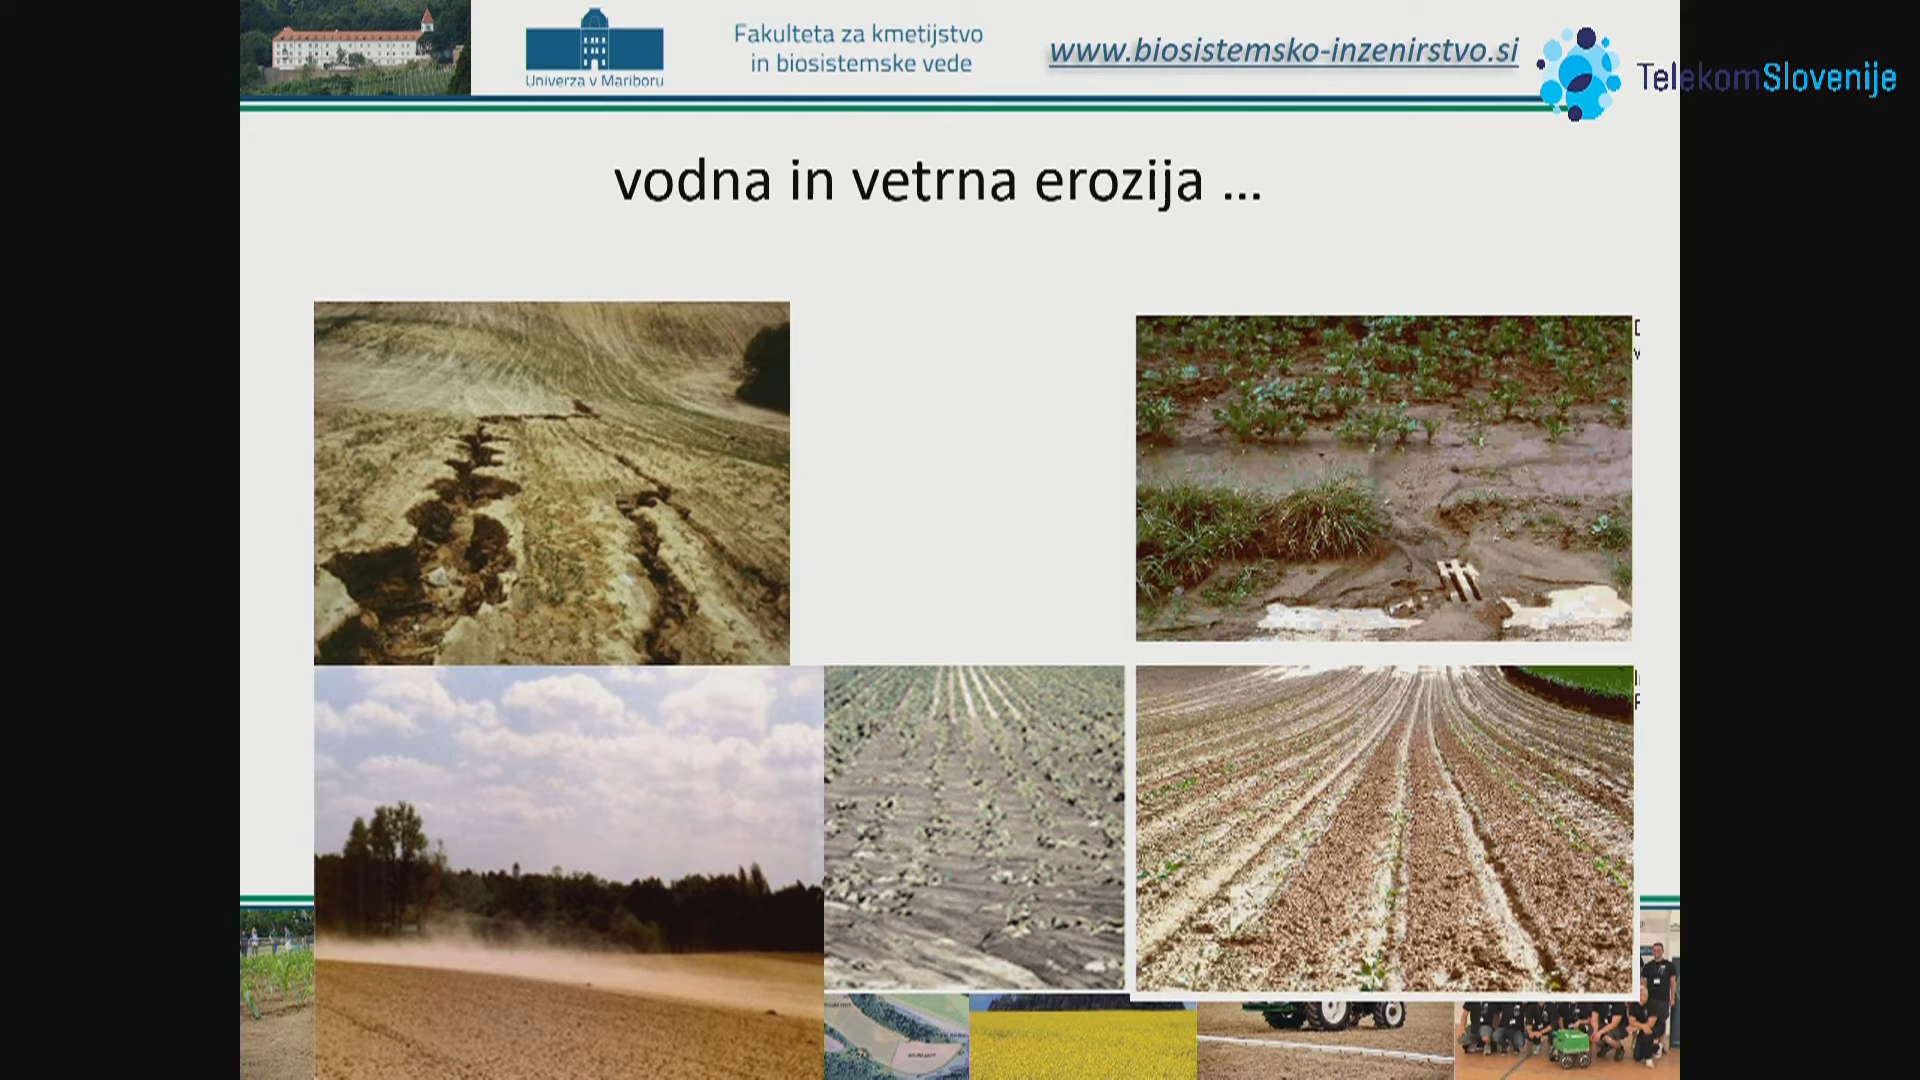 Univerza v Mariboru
Fakulteta za kmetijstvo
in biosistemske vede
www.biosistemsko-inzenirstvo.si
TelekomSlovenije
vodna in vetrna erozija ...